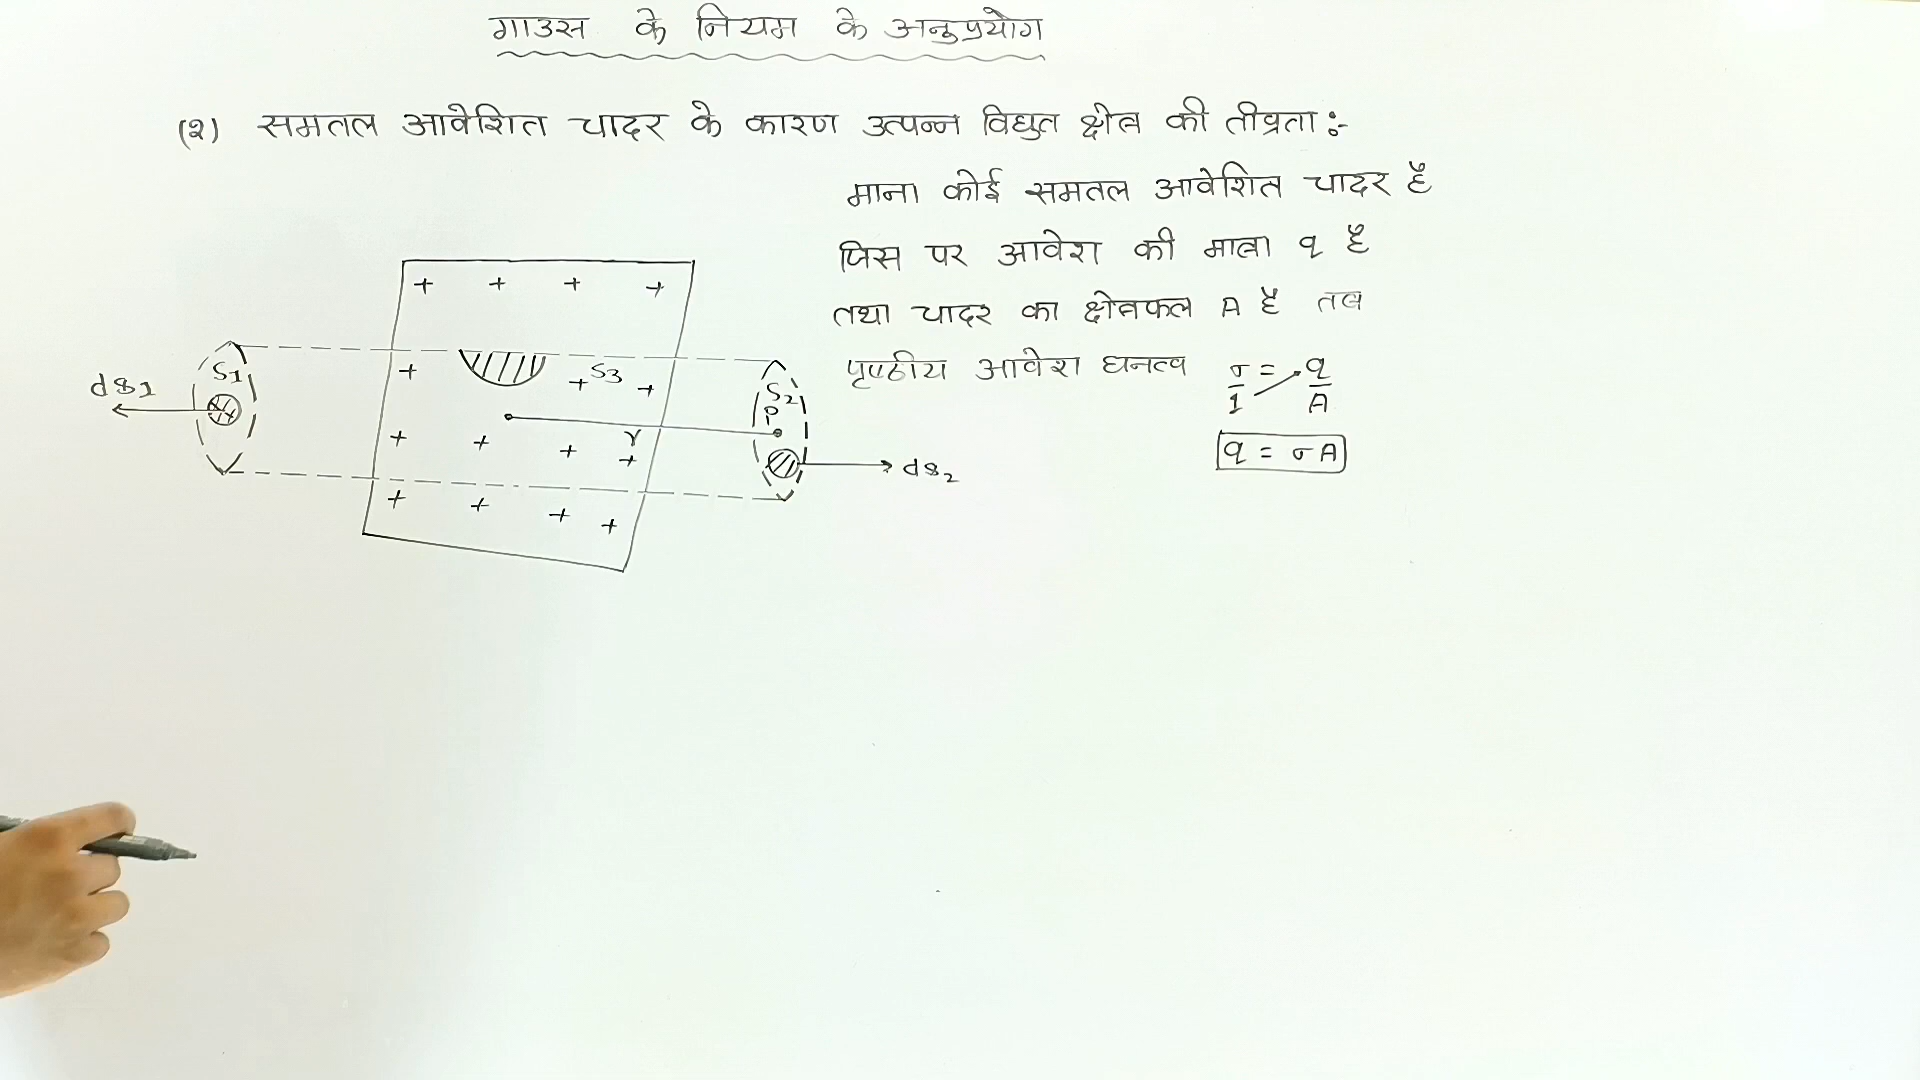 गाउस के नियम के अनुप्रयोग
(२) समतल आवेशित चादर के कारण उत्पन्न विद्युत क्षेत्र की तीव्रता :-
माना कोई समतल आवेशित चादर है
जिस पर आवेश की मात्रा q है
तथा चादर का क्षेत्रफल A है तब
पृष्ठीय आवेश घनत्व σ/1 = q/A
q = σA
+ + + +
S1 + + S3 + S2
ds1 P
+ + + r +
ds2
+ + + +